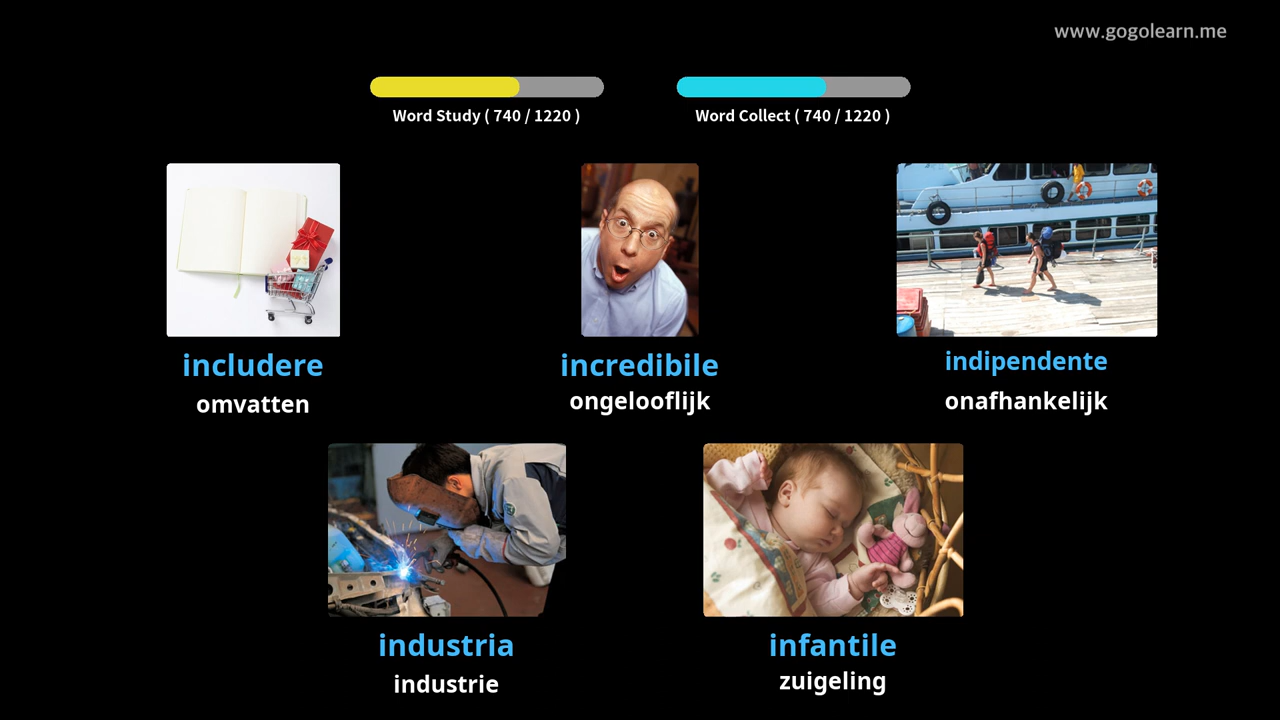 www.gogolearn.me
Word Study ( 740 / 1220 )
Word Collect ( 740 / 1220 )
includere
omvatten
incredibile
ongelooflijk
indipendente
onafhankelijk
industria
industrie
infantile
zuigeling